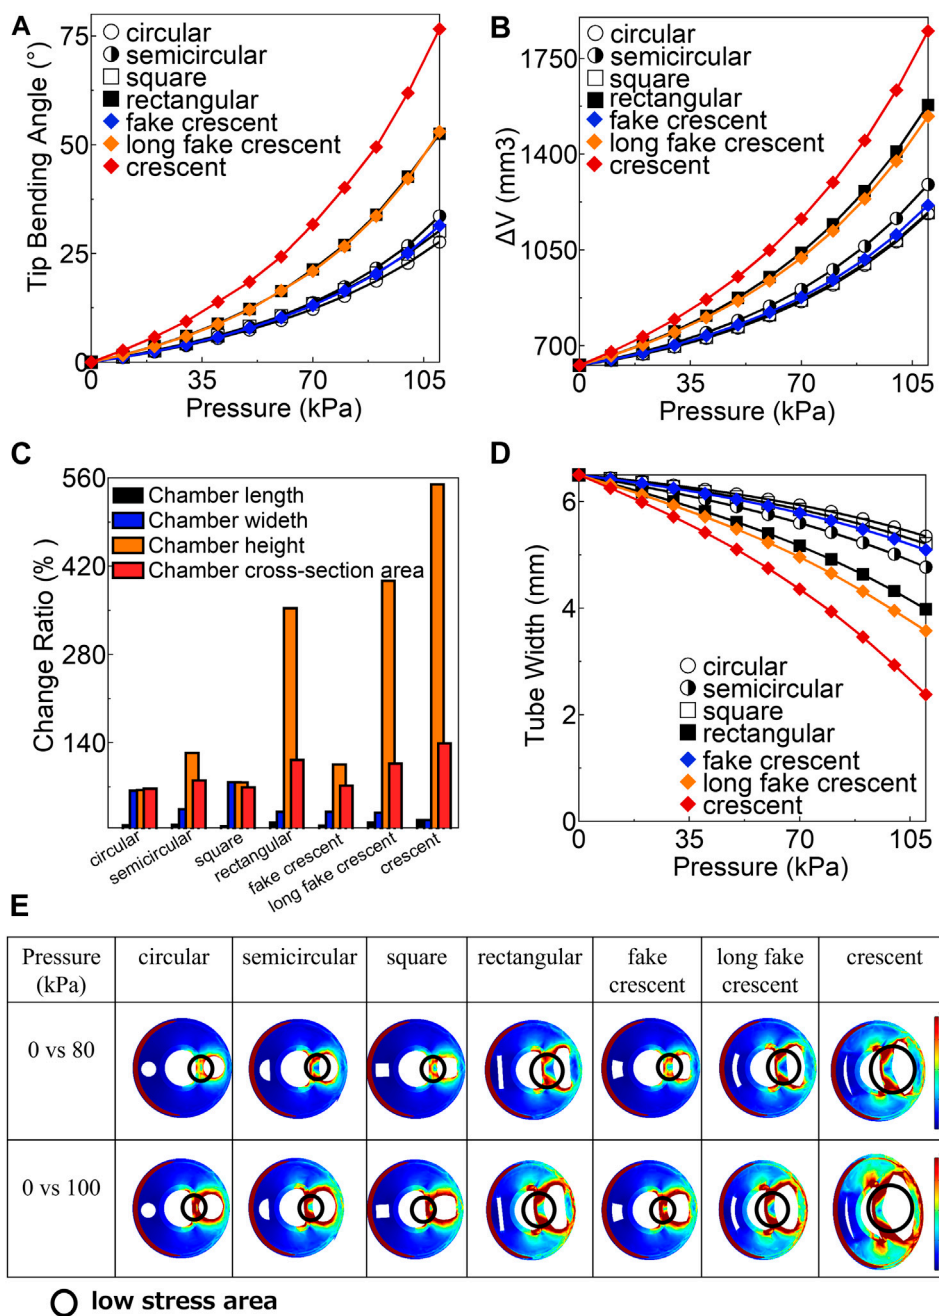 A
Tip Bending Angle (°)
75
50
25
0
circular
semicircular
square
rectangular
fake crescent
long fake crescent
crescent
0 35 70 105
Pressure (kPa)
B
ΔV (mm3)
1750
1400
1050
700
circular
semicircular
square
rectangular
fake crescent
long fake crescent
crescent
0 35 70 105
Pressure (kPa)
C
Change Ratio (%)
560
420
280
140
Chamber length
Chamber wideth
Chamber height
Chamber cross-section area
circular
semicircular
square
rectangular
fake crescent
long fake crescent
crescent
D
Tube Width (mm)
6
4
2
0
circular
semicircular
square
rectangular
fake crescent
long fake crescent
crescent
0 35 70 105
Pressure (kPa)
E
Pressure (kPa) circular semicircular square rectangular fake crescent long fake crescent crescent
0 vs 80
0 vs 100
low stress area